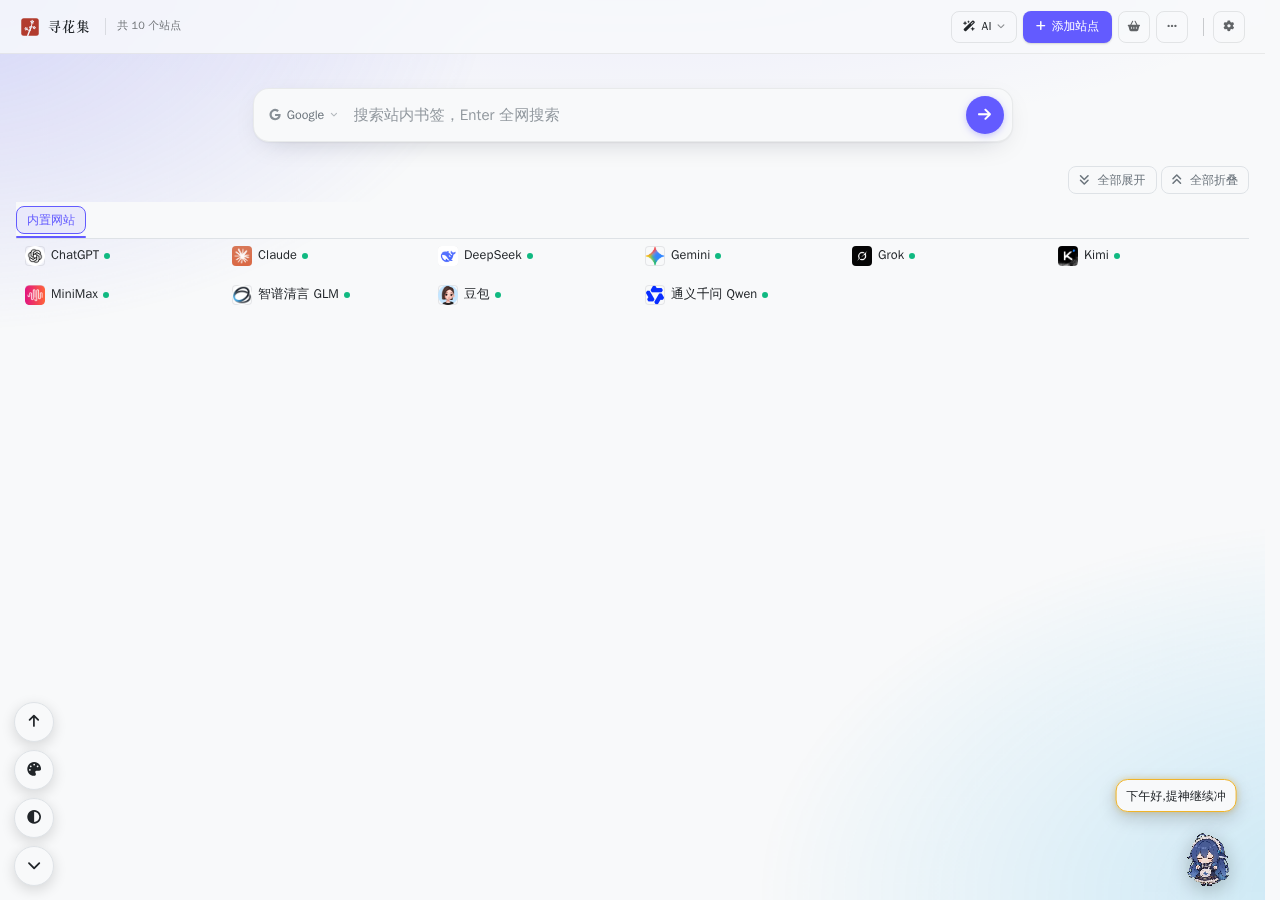 寻花集
共 10 个站点
AI
添加站点
Google
搜索站内书签，Enter 全网搜索
全部展开
全部折叠
内置网站
ChatGPT
Claude
DeepSeek
Gemini
Grok
Kimi
MiniMax
智谱清言 GLM
豆包
通义千问 Qwen
下午好,提神继续冲